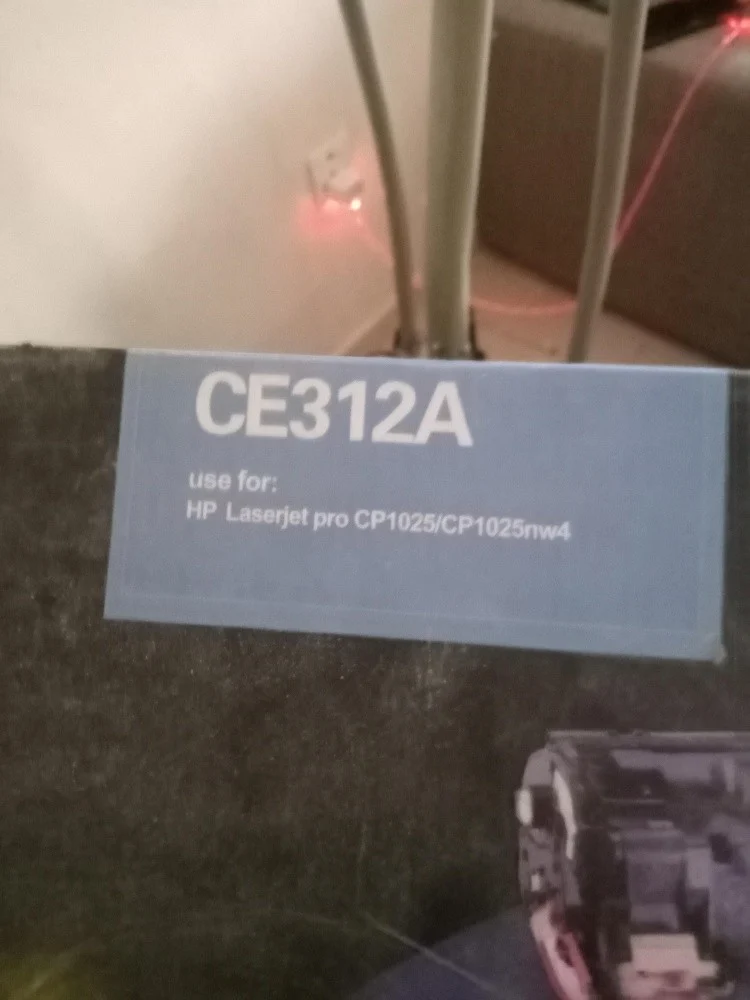 CE312A
use for:
HP Laserjet pro CP1025/CP1025nw4